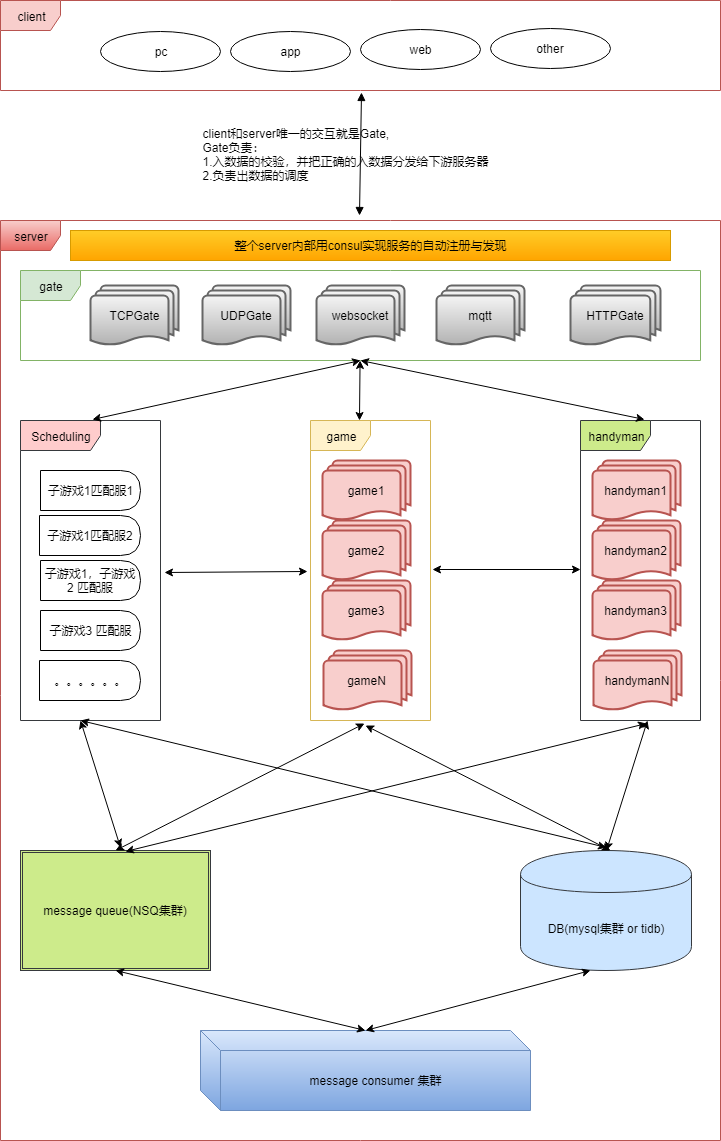 client
pc
app
web
other
client和server唯一的交互就是Gate,
Gate负责：
1.入数据的校验，并把正确的入数据分发给下游服务器
2.负责出数据的调度
server
整个server内部用consul实现服务的自动注册与发现
gate
TCPGate
UDPGate
websocket
mqtt
HTTPGate
Scheduling
子游戏1匹配服1
子游戏1匹配服2
子游戏1，子游戏
2 匹配服
子游戏3 匹配服
。。。。。。
game
game1
game2
game3
gameN
handyman
handyman1
handyman2
handyman3
handymanN
message queue(NSQ集群)
DB(mysql集群 or tidb)
message consumer 集群